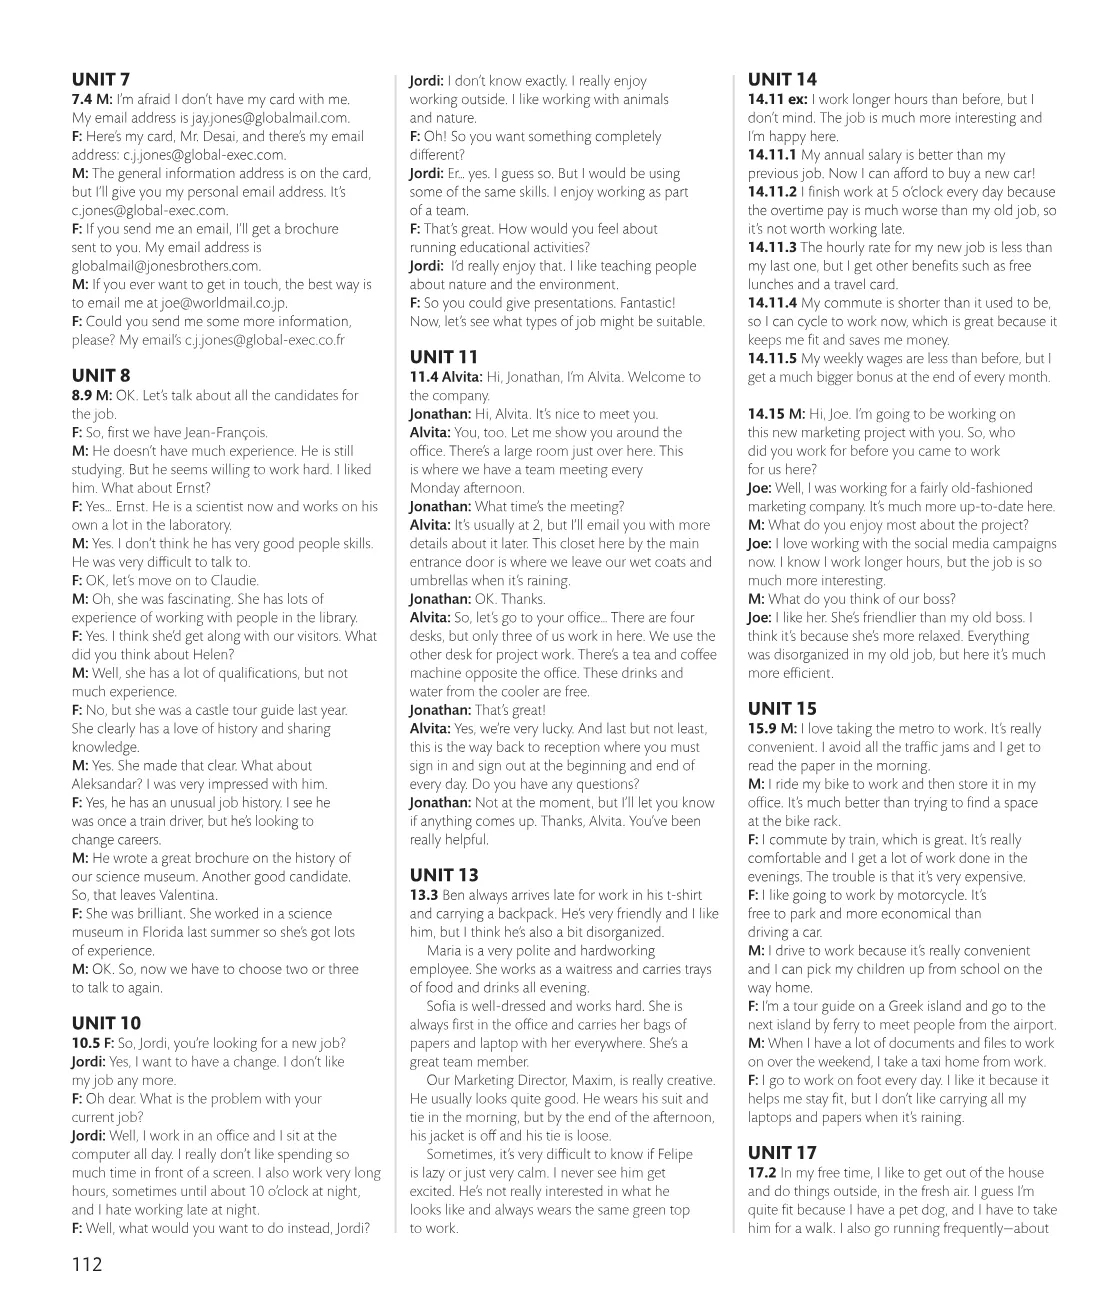 UNIT 7
7.4 M: I'm afraid I don't have my card with me.
My email address is jay.jones@globalmail.com.
F: Here's my card, Mr. Desai, and there's my email
address: c.j.jones@global-exec.com.
M: The general information address is on the card,
but I'll give you my personal email address. It's
c.jones@global-exec.com.
F: If you send me an email, I'll get a brochure
sent to you. My email address is
globalmail@jonesbrothers.com.
M: If you ever want to get in touch, the best way is
to email me at joe@worldmail.co.jp.
F: Could you send me some more information,
please? My email's c.j.jones@global-exec.co.fr
UNIT 8
8.9 M: OK. Let's talk about all the candidates for
the job.
F: So, first we have Jean-François.
M: He doesn't have much experience. He is still
studying. But he seems willing to work hard. I liked
him. What about Ernst?
F: Yes... Ernst. He is a scientist now and works on his
own a lot in the laboratory.
M: Yes. I don't think he has very good people skills.
He was very difficult to talk to.
F: OK, let's move on to Claudie.
M: Oh, she was fascinating. She has lots of
experience of working with people in the library.
F: Yes. I think she'd get along with our visitors. What
did you think about Helen?
M: Well, she has a lot of qualifications, but not
much experience.
F: No, but she was a castle tour guide last year.
She clearly has a love of history and sharing
knowledge.
M: Yes. She made that clear. What about
Aleksandar? I was very impressed with him.
F: Yes, he has an unusual job history. I see he
was once a train driver, but he's looking to
change careers.
M: He wrote a great brochure on the history of
our science museum. Another good candidate.
So, that leaves Valentina.
F: She was brilliant. She worked in a science
museum in Florida last summer so she's got lots
of experience.
M: OK. So, now we have to choose two or three
to talk to again.
UNIT 10
10.5 F: So, Jordi, you're looking for a new job?
Jordi: Yes, I want to have a change. I don't like
my job any more.
F: Oh dear. What is the problem with your
current job?
Jordi: Well, I work in an office and I sit at the
computer all day. I really don't like spending so
much time in front of a screen. I also work very long
hours, sometimes until about 10 o'clock at night,
and I hate working late at night.
F: Well, what would you want to do instead, Jordi?
Jordi: I don't know exactly. I really enjoy
working outside. I like working with animals
and nature.
F: Oh! So you want something completely
different?
Jordi: Er... yes. I guess so. But I would be using
some of the same skills. I enjoy working as part
of a team.
F: That's great. How would you feel about
running educational activities?
Jordi: I'd really enjoy that. I like teaching people
about nature and the environment.
F: So you could give presentations. Fantastic!
Now, let's see what types of job might be suitable.
UNIT 11
11.4 Alvita: Hi, Jonathan, I'm Alvita. Welcome to
the company.
Jonathan: Hi, Alvita. It's nice to meet you.
Alvita: You, too. Let me show you around the
office. There's a large room just over here. This
is where we have a team meeting every
Monday afternoon.
Jonathan: What time's the meeting?
Alvita: It's usually at 2, but I'll email you with more
details about it later. This closet here by the main
entrance door is where we leave our wet coats and
umbrellas when it's raining.
Jonathan: OK. Thanks.
Alvita: So, let's go to your office... There are four
desks, but only three of us work in here. We use the
other desk for project work. There's a tea and coffee
machine opposite the office. These drinks and
water from the cooler are free.
Jonathan: That's great!
Alvita: Yes, we're very lucky. And last but not least,
this is the way back to reception where you must
sign in and sign out at the beginning and end of
every day. Do you have any questions?
Jonathan: Not at the moment, but I'll let you know
if anything comes up. Thanks, Alvita. You've been
really helpful.
UNIT 13
13.3 Ben always arrives late for work in his t-shirt
and carrying a backpack. He's very friendly and I like
him, but I think he's also a bit disorganized.
Maria is a very polite and hardworking
employee. She works as a waitress and carries trays
of food and drinks all evening.
Sofia is well-dressed and works hard. She is
always first in the office and carries her bags of
papers and laptop with her everywhere. She's a
great team member.
Our Marketing Director, Maxim, is really creative.
He usually looks quite good. He wears his suit and
tie in the morning, but by the end of the afternoon,
his jacket is off and his tie is loose.
Sometimes, it's very difficult to know if Felipe
is lazy or just very calm. I never see him get
excited. He's not really interested in what he
looks like and always wears the same green top
to work.
UNIT 14
14.11 ex: I work longer hours than before, but I
don't mind. The job is much more interesting and
I'm happy here.
14.11.1 My annual salary is better than my
previous job. Now I can afford to buy a new car!
14.11.2 I finish work at 5 o'clock every day because
the overtime pay is much worse than my old job, so
it's not worth working late.
14.11.3 The hourly rate for my new job is less than
my last one, but I get other benefits such as free
lunches and a travel card.
14.11.4 My commute is shorter than it used to be,
so I can cycle to work now, which is great because it
keeps me fit and saves me money.
14.11.5 My weekly wages are less than before, but I
get a much bigger bonus at the end of every month.
14.15 M: Hi, Joe. I'm going to be working on
this new marketing project with you. So, who
did you work for before you came to work
for us here?
Joe: Well, I was working for a fairly old-fashioned
marketing company. It's much more up-to-date here.
M: What do you enjoy most about the project?
Joe: I love working with the social media campaigns
now. I know I work longer hours, but the job is so
much more interesting.
M: What do you think of our boss?
Joe: I like her. She's friendlier than my old boss. I
think it's because she's more relaxed. Everything
was disorganized in my old job, but here it's much
more efficient.
UNIT 15
15.9 M: I love taking the metro to work. It's really
convenient. I avoid all the traffic jams and I get to
read the paper in the morning.
M: I ride my bike to work and then store it in my
office. It's much better than trying to find a space
at the bike rack.
F: I commute by train, which is great. It's really
comfortable and I get a lot of work done in the
evenings. The trouble is that it's very expensive.
F: I like going to work by motorcycle. It's
free to park and more economical than
driving a car.
M: I drive to work because it's really convenient
and I can pick my children up from school on the
way home.
F: I'm a tour guide on a Greek island and go to the
next island by ferry to meet people from the airport.
M: When I have a lot of documents and files to work
on over the weekend, I take a taxi home from work.
F: I go to work on foot every day. I like it because it
helps me stay fit, but I don't like carrying all my
laptops and papers when it's raining.
UNIT 17
17.2 In my free time, I like to get out of the house
and do things outside, in the fresh air. I guess I'm
quite fit because I have a pet dog, and I have to take
him for a walk. I also go running frequently—about
112